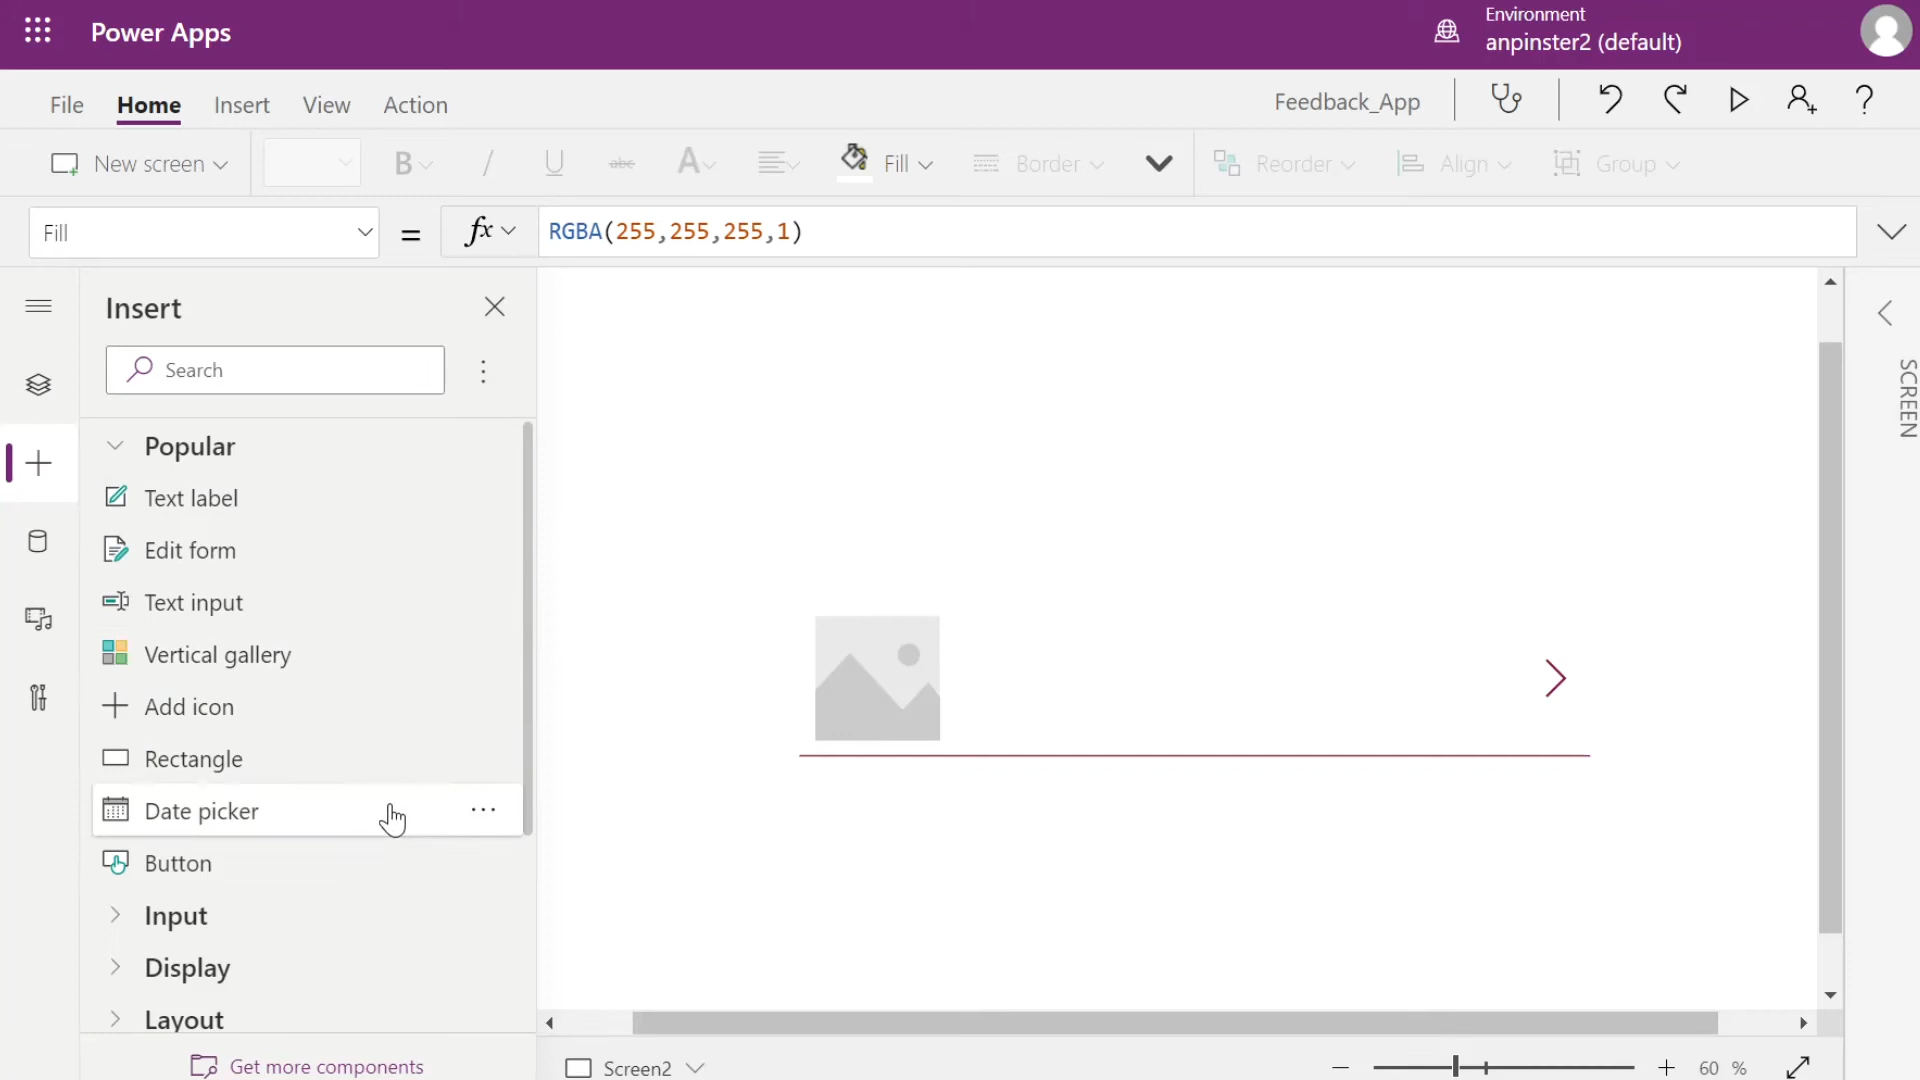 Power Apps
Environment
anpinster2 (default)
File Home Insert View Action
Feedback_App
?
New screen
B / U abc A
Fill
Border
Reorder
Align
Group
Fill
=
fx
RGBA(255,255,255,1)
Insert
Search
SCREEN
Popular
Text label
Edit form
Text input
Vertical gallery
Add icon
Rectangle
Date picker
Button
Input
Display
Layout
Get more components
Screen2
60 %